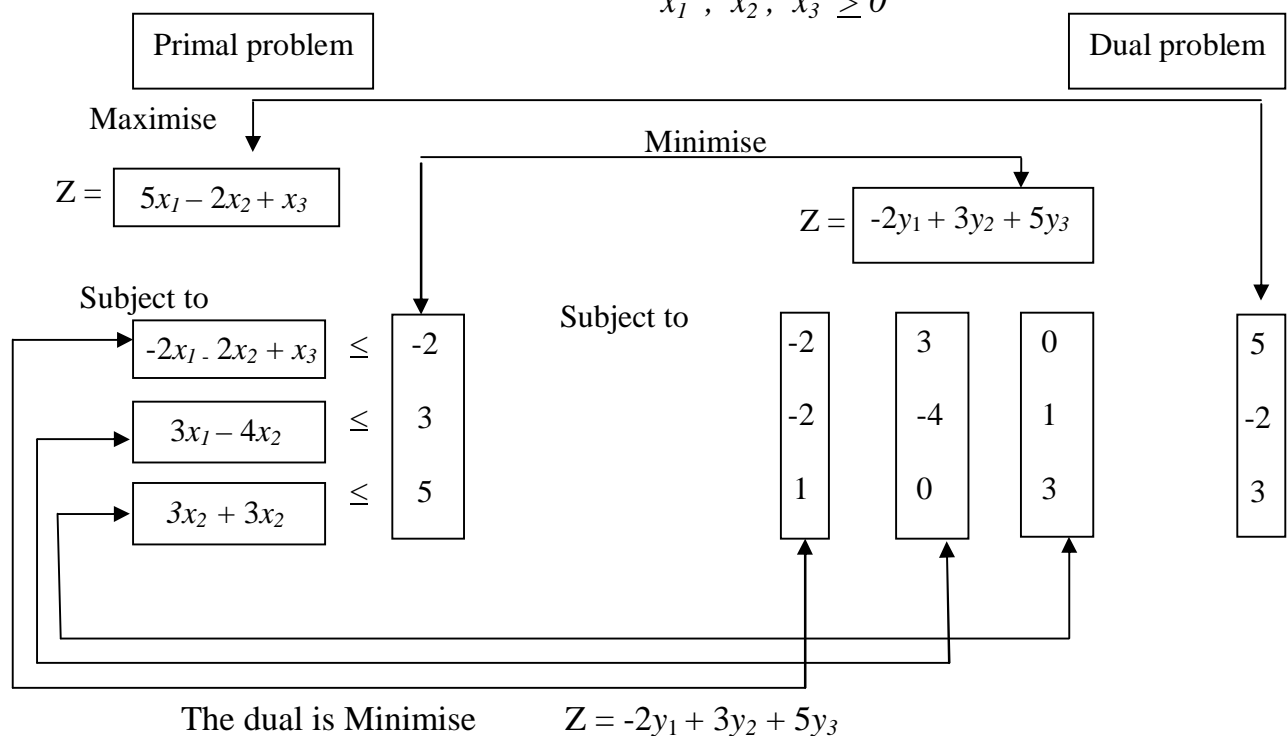 x1 , x2 , x3 ≥ 0
Primal problem Dual problem
Maximise
Minimise
Z = 5x1 – 2x2 + x3
Z = -2y1 + 3y2 + 5y3
Subject to
Subject to
-2x1 - 2x2 + x3 ≤ -2 -2 3 0 5
3x1 – 4x2 ≤ 3 -2 -4 1 -2
3x2 + 3x2 ≤ 5 1 0 3 3
The dual is Minimise Z = -2y1 + 3y2 + 5y3